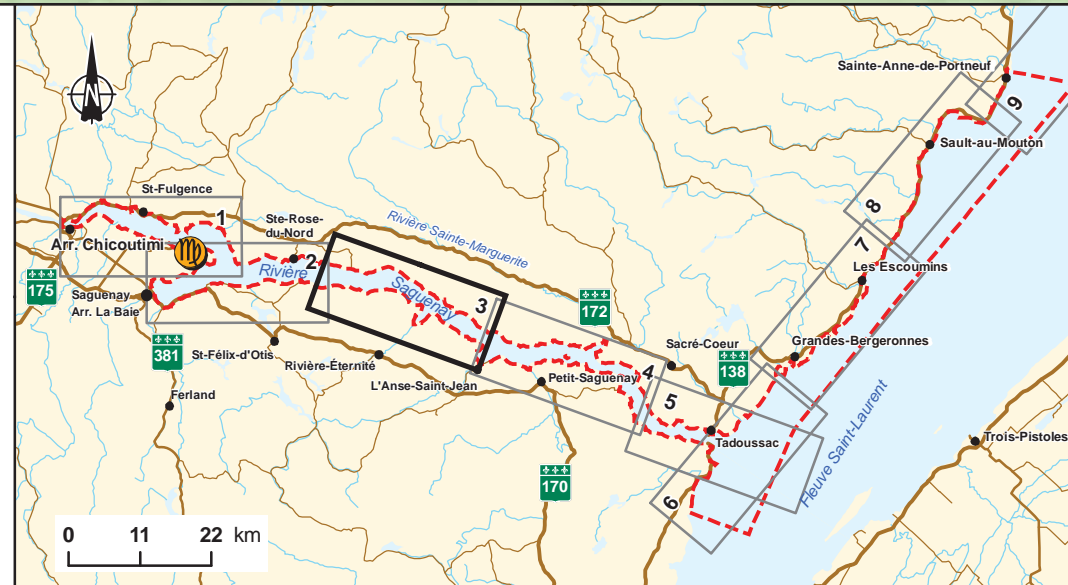 N
Sainte-Anne-de-Portneuf
9
Sault-au-Mouton
St-Fulgence
1
Ste-Rose-
du-Nord
Rivière Sainte-Marguerite
8
Arr. Chicoutimi
7
2
Rivière
Les Escoumins
175
Saguenay
Arr. La Baie
Saguenay
3
172
381
St-Félix-d'Otis
Sacré-Coeur
138
Grandes-Bergeronnes
Rivière-Éternité
L'Anse-Saint-Jean
Petit-Saguenay
4
5
Ferland
Fleuve Saint-Laurent
Tadoussac
Trois-Pistoles
170
6
0 11 22 km